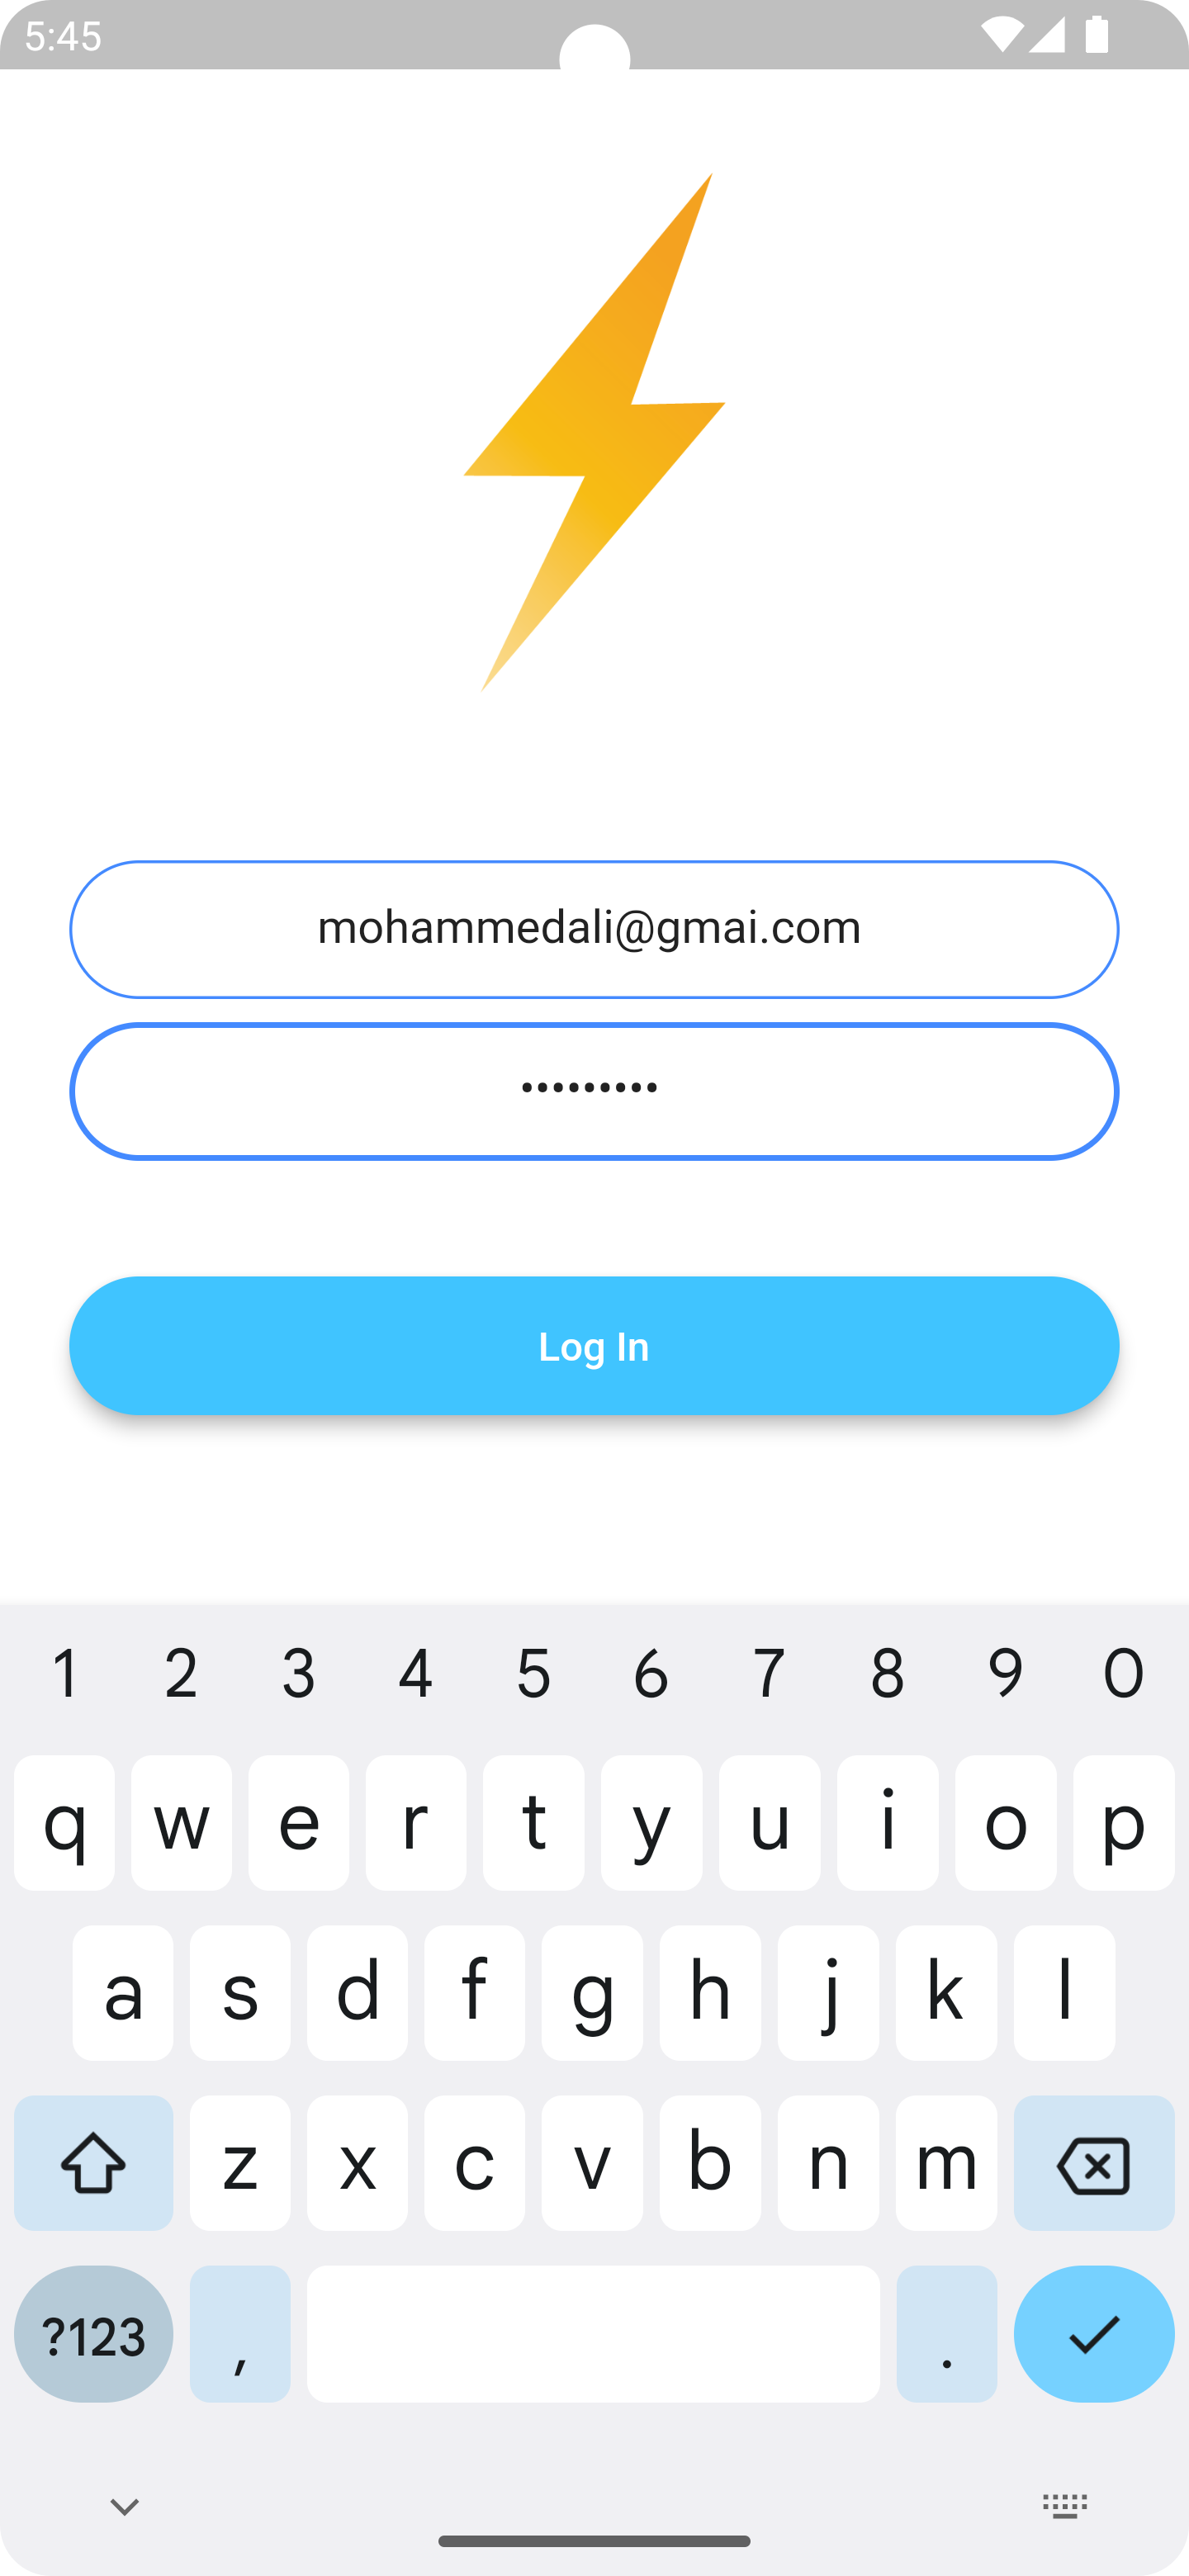 5:45
mohammedali@gmai.com
•••••••••
Log In
1 2 3 4 5 6 7 8 9 0
q w e r t y u i o p
a s d f g h j k l
z x c v b n m
?123 , .